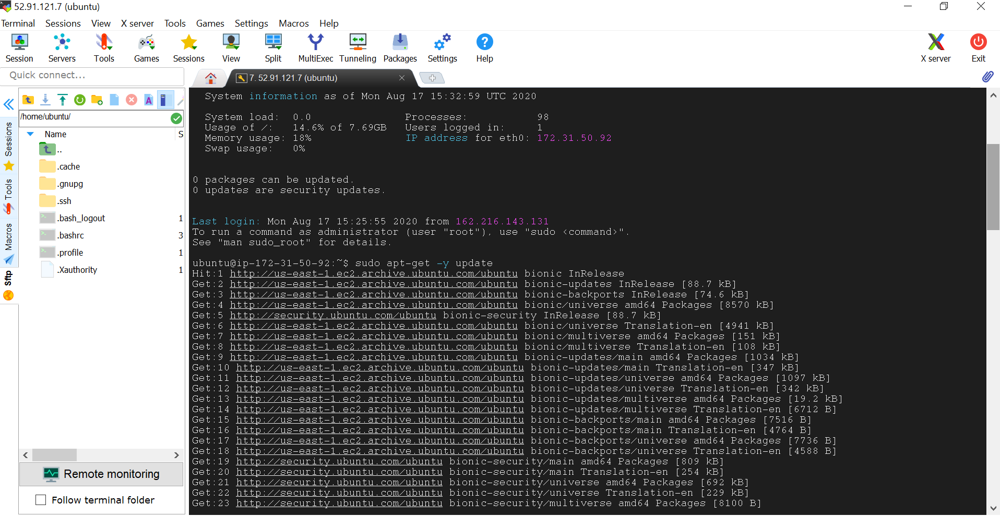 52.91.121.7 (ubuntu)
Terminal Sessions View X server Tools Games Settings Macros Help
Session Servers Tools Games Sessions View Split MultiExec Tunneling Packages Settings Help X server Exit
Quick connect...
7. 52.91.121.7 (ubuntu)
/home/ubuntu/
Name S
..
.cache
.gnupg
.ssh
.bash_logout 1
.bashrc 3
.profile 1
.Xauthority 1
Sessions
Tools
Macros
Sftp
Remote monitoring
Follow terminal folder
System information as of Mon Aug 17 15:32:59 UTC 2020
System load: 0.0 Processes: 98
Usage of /: 14.6% of 7.69GB Users logged in: 1
Memory usage: 18% IP address for eth0: 172.31.50.92
Swap usage: 0%
0 packages can be updated.
0 updates are security updates.
Last login: Mon Aug 17 15:25:55 2020 from 162.216.143.131
To run a command as administrator (user "root"), use "sudo <command>".
See "man sudo_root" for details.
ubuntu@ip-172-31-50-92:~$ sudo apt-get -y update
Hit:1 http://us-east-1.ec2.archive.ubuntu.com/ubuntu bionic InRelease
Get:2 http://us-east-1.ec2.archive.ubuntu.com/ubuntu bionic-updates InRelease [88.7 kB]
Get:3 http://us-east-1.ec2.archive.ubuntu.com/ubuntu bionic-backports InRelease [74.6 kB]
Get:4 http://us-east-1.ec2.archive.ubuntu.com/ubuntu bionic/universe amd64 Packages [8570 kB]
Get:5 http://security.ubuntu.com/ubuntu bionic-security InRelease [88.7 kB]
Get:6 http://us-east-1.ec2.archive.ubuntu.com/ubuntu bionic/universe Translation-en [4941 kB]
Get:7 http://us-east-1.ec2.archive.ubuntu.com/ubuntu bionic/multiverse amd64 Packages [151 kB]
Get:8 http://us-east-1.ec2.archive.ubuntu.com/ubuntu bionic/multiverse Translation-en [108 kB]
Get:9 http://us-east-1.ec2.archive.ubuntu.com/ubuntu bionic-updates/main amd64 Packages [1034 kB]
Get:10 http://us-east-1.ec2.archive.ubuntu.com/ubuntu bionic-updates/main Translation-en [347 kB]
Get:11 http://us-east-1.ec2.archive.ubuntu.com/ubuntu bionic-updates/universe amd64 Packages [1097 kB]
Get:12 http://us-east-1.ec2.archive.ubuntu.com/ubuntu bionic-updates/universe Translation-en [342 kB]
Get:13 http://us-east-1.ec2.archive.ubuntu.com/ubuntu bionic-updates/multiverse amd64 Packages [19.2 kB]
Get:14 http://us-east-1.ec2.archive.ubuntu.com/ubuntu bionic-updates/multiverse Translation-en [6712 B]
Get:15 http://us-east-1.ec2.archive.ubuntu.com/ubuntu bionic-backports/main amd64 Packages [7516 B]
Get:16 http://us-east-1.ec2.archive.ubuntu.com/ubuntu bionic-backports/main Translation-en [4764 B]
Get:17 http://us-east-1.ec2.archive.ubuntu.com/ubuntu bionic-backports/universe amd64 Packages [7736 B]
Get:18 http://us-east-1.ec2.archive.ubuntu.com/ubuntu bionic-backports/universe Translation-en [4588 B]
Get:19 http://security.ubuntu.com/ubuntu bionic-security/main amd64 Packages [809 kB]
Get:20 http://security.ubuntu.com/ubuntu bionic-security/main Translation-en [254 kB]
Get:21 http://security.ubuntu.com/ubuntu bionic-security/universe amd64 Packages [692 kB]
Get:22 http://security.ubuntu.com/ubuntu bionic-security/universe Translation-en [229 kB]
Get:23 http://security.ubuntu.com/ubuntu bionic-security/multiverse amd64 Packages [8100 B]